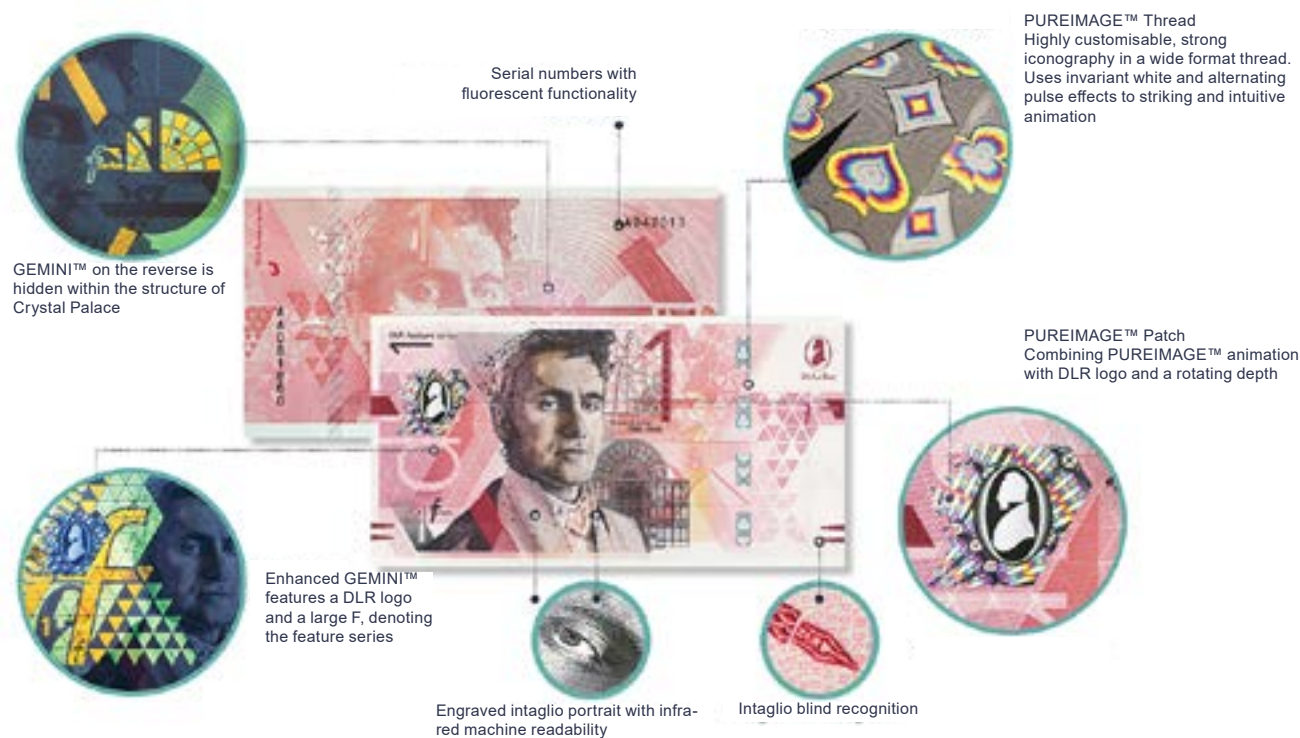 PUREIMAGE™ Thread
Highly customisable, strong
iconography in a wide format thread.
Uses invariant white and alternating
pulse effects to striking and intuitive
animation
Serial numbers with
fluorescent functionality
GEMINI™ on the reverse is
hidden within the structure of
Crystal Palace
1
PUREIMAGE™ Patch
Combining PUREIMAGE™ animation
with DLR logo and a rotating depth
Enhanced GEMINI™
features a DLR logo
and a large F, denoting
the feature series
Engraved intaglio portrait with infra-
red machine readability
Intaglio blind recognition